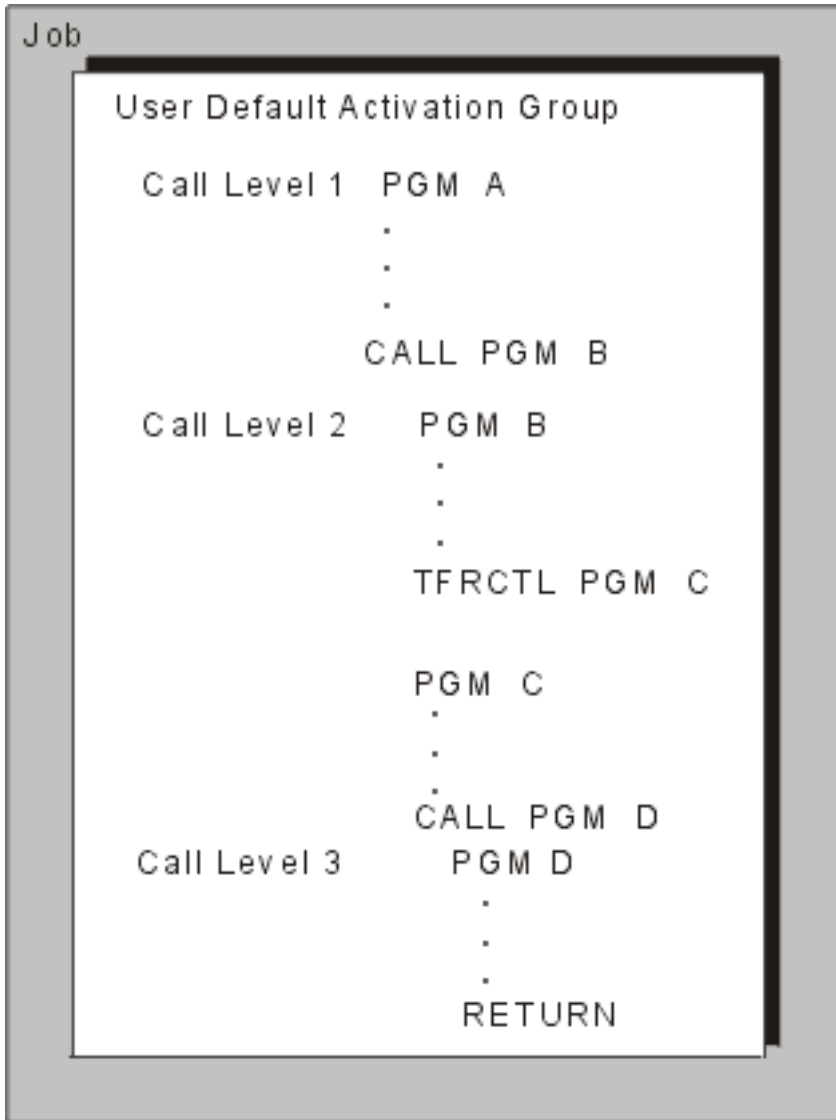 Job
User Default Activation Group
Call Level 1 PGM A
.
.
.
CALL PGM B
Call Level 2 PGM B
.
.
.
TFRCTL PGM C
PGM C
.
.
.
CALL PGM D
Call Level 3 PGM D
.
.
.
RETURN